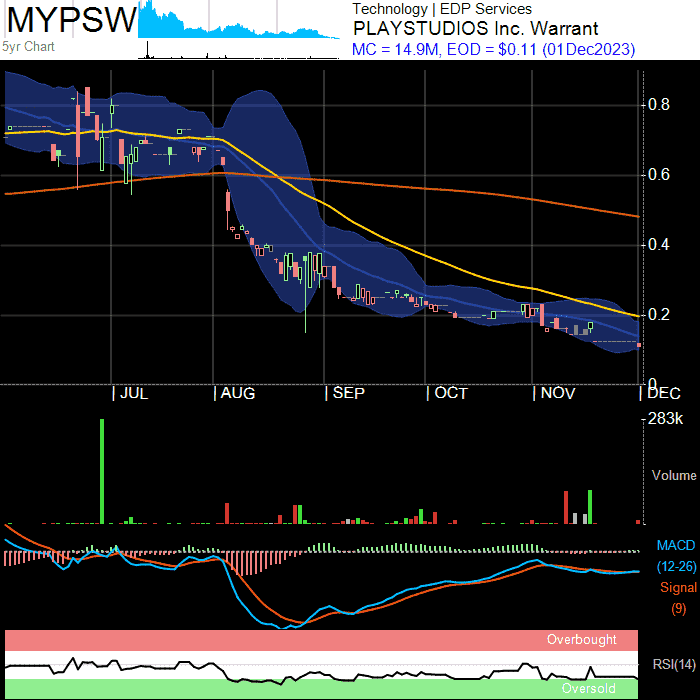 MYPSW
5yr Chart
Technology | EDP Services
PLAYSTUDIOS Inc. Warrant
MC = 14.9M, EOD = $0.11 (01Dec2023)
0.8
0.6
0.4
0.2
0
JUL
AUG
SEP
OCT
NOV
DEC
283k
Volume
MACD
(12-26)
Signal
(9)
Overbought
RSI(14)
Oversold